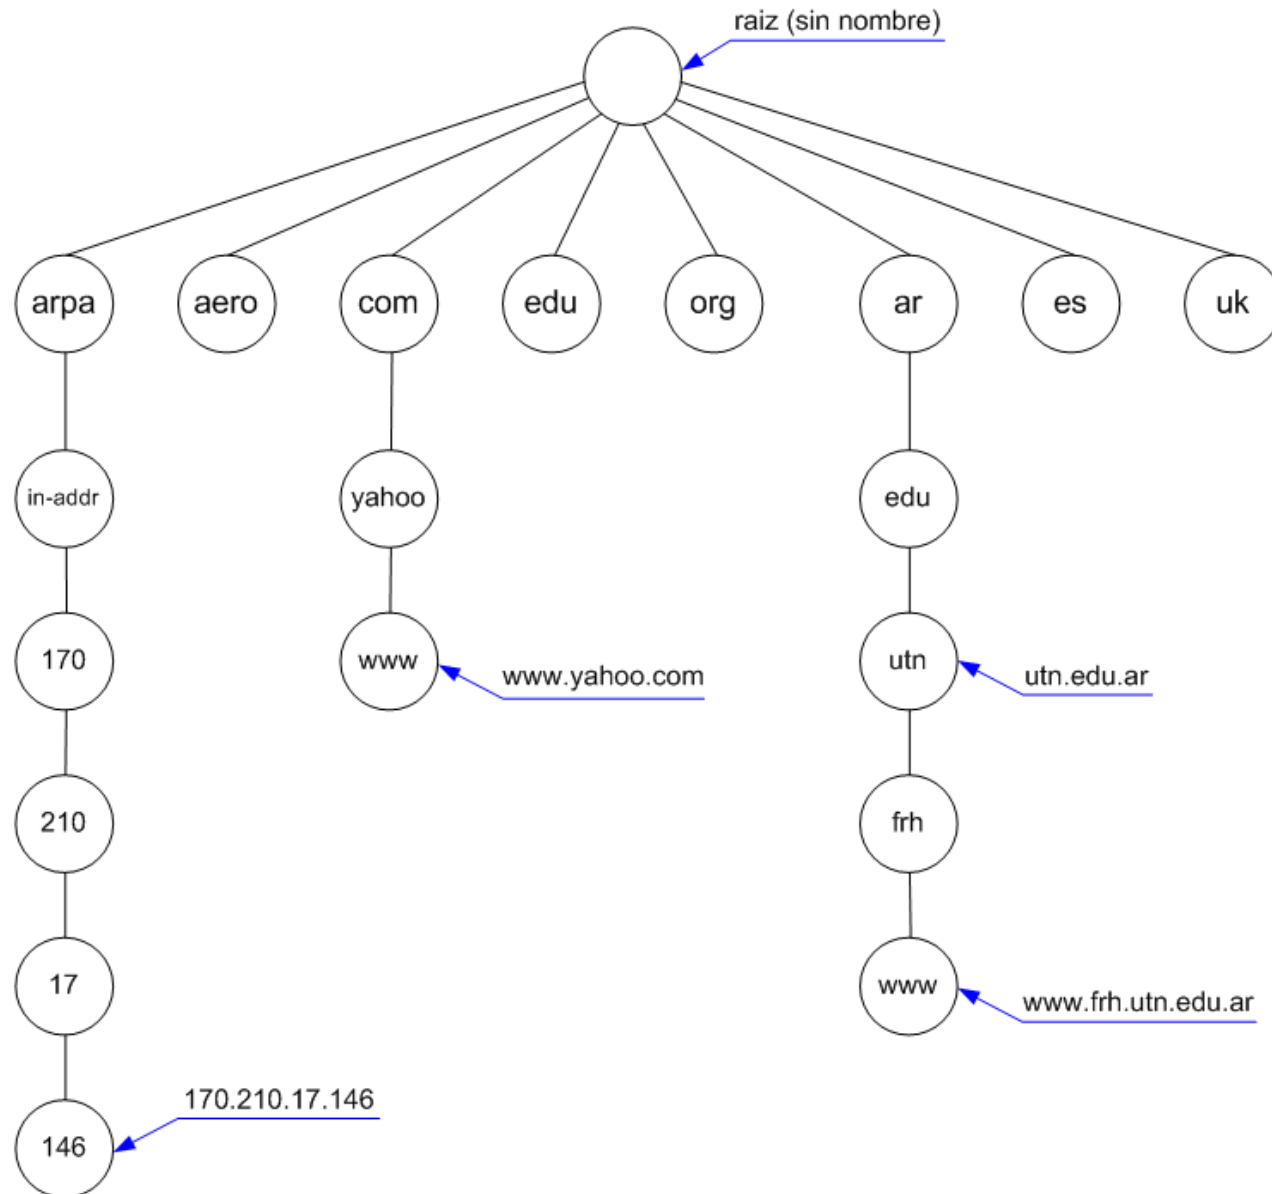 raiz (sin nombre)
arpa
aero
com
edu
org
ar
es
uk
in-addr
yahoo
edu
170
www
www.yahoo.com
utn
utn.edu.ar
210
frh
17
www
www.frh.utn.edu.ar
170.210.17.146
146